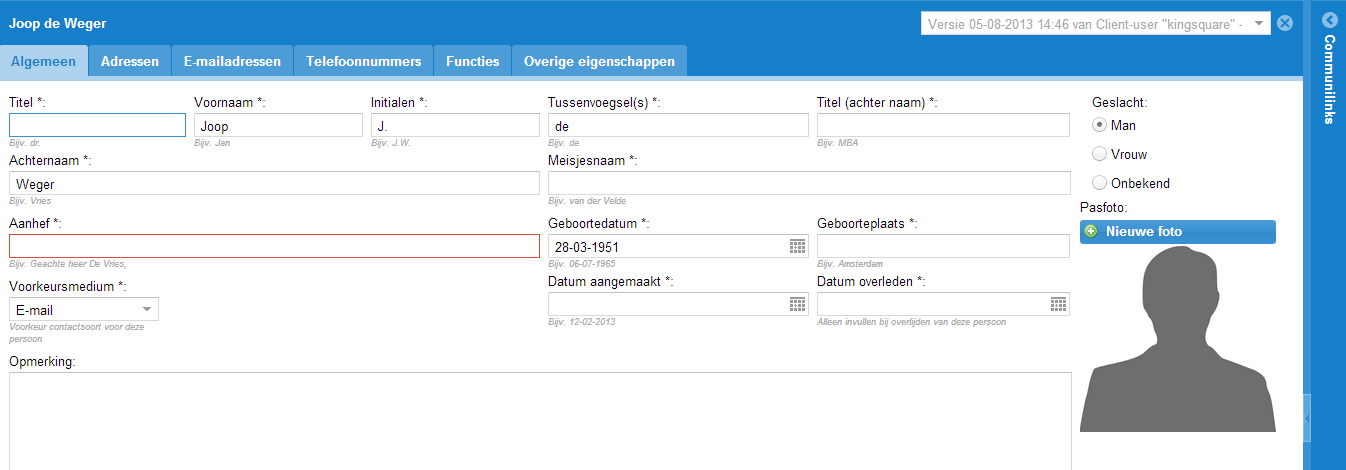 Joop de Weger
Versie 05-08-2013 14:46 van Client-user "kingsquare" -
Communilinks
Algemeen Adressen E-mailadressen Telefoonnummers Functies Overige eigenschappen
Titel *: Voornaam *: Initialen *: Tussenvoegsel(s) *: Titel (achter naam) *: Geslacht:
Joop J. de Man
Bijv. dr. Bijv. Jan Bijv. J.W. Bijv. de Bijv. MBA
Achternaam *: Meisjesnaam *: Vrouw
Weger Onbekend
Bijv. Vries Bijv. van der Velde
Pasfoto:
Aanhef *: Geboortedatum *: Geboorteplaats *: Nieuwe foto
28-03-1951
Bijv. Geachte heer De Vries, Bijv. 06-07-1965 Bijv. Amsterdam
Voorkeursmedium *: Datum aangemaakt *: Datum overleden *:
E-mail
Voorkeur contactsoort voor deze Bijv. 12-02-2013 Alleen invullen bij overlijden van deze persoon
persoon
Opmerking: